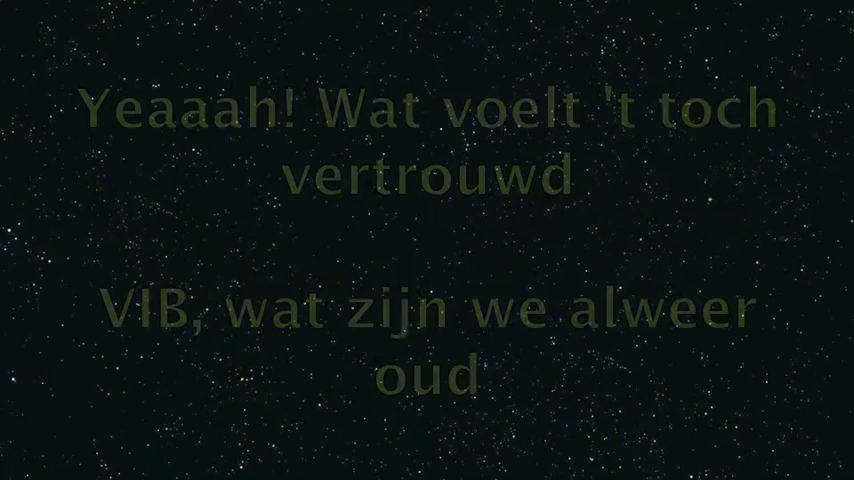 Yeaaah! Wat voelt 't toch
vertrouwd
VIB, wat zijn we alweer
oud